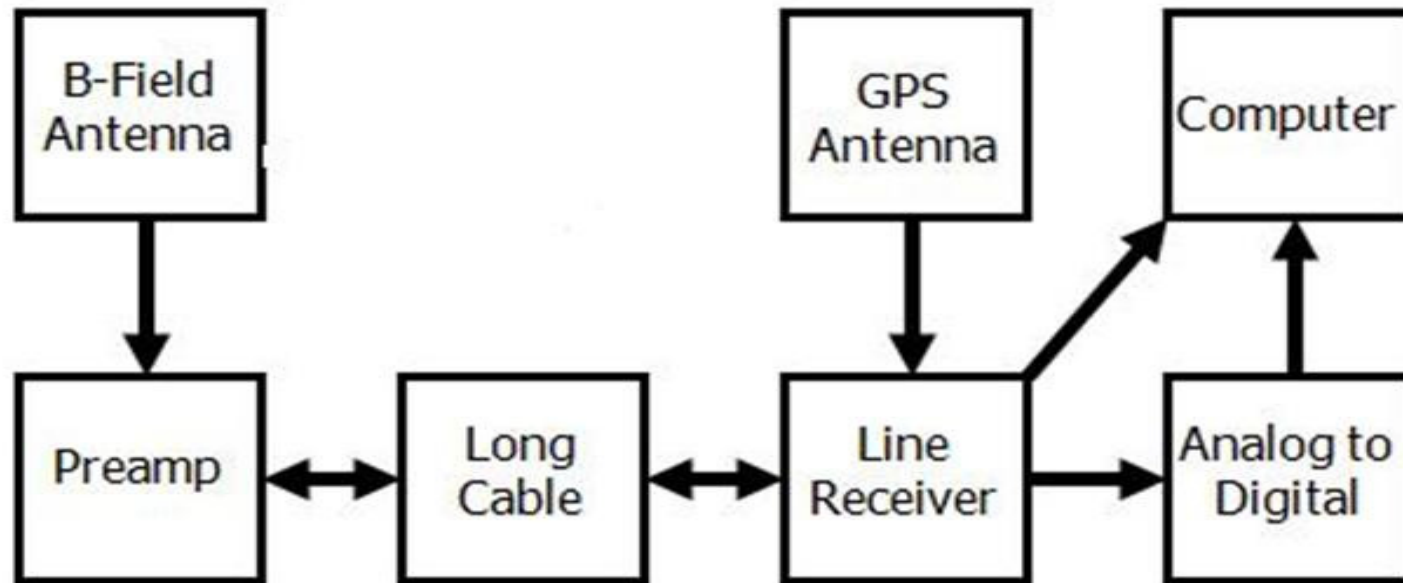 B-Field
Antenna
GPS
Antenna
Computer
Preamp
Long
Cable
Line
Receiver
Analog to
Digital